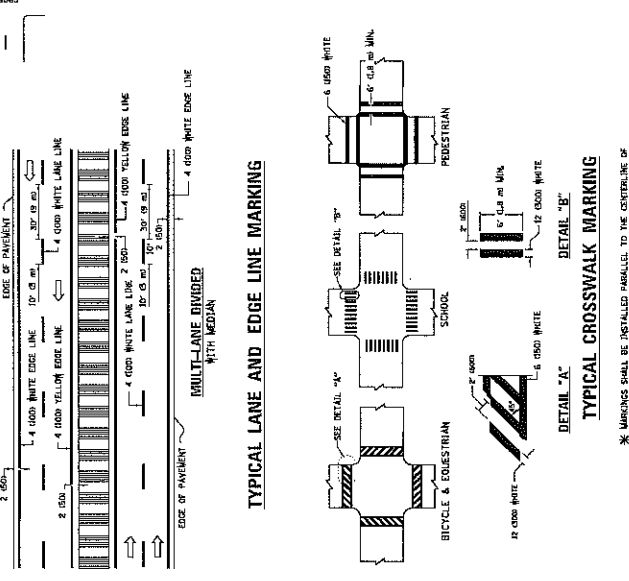 EDGE OF PAVEMENT
10' (3 m)
30' (9 m)
4 (100) WHITE LANE LINE
4 (100) WHITE EDGE LINE
4 (100) YELLOW EDGE LINE
2 (50)
2 (50)
4 (100) WHITE LANE LINE
2 (50)
4 (100) YELLOW EDGE LINE
10' (3 m)
30' (9 m)
10'
2 (50)
4 (100) WHITE EDGE LINE
EDGE OF PAVEMENT
MULTI-LANE DIVIDED
WITH MEDIAN
TYPICAL LANE AND EDGE LINE MARKING
SEE DETAIL "A"
BICYCLE & EQUESTRIAN
SEE DETAIL "B"
SCHOOL
6 (150) WHITE
6' (1.8 m) MIN.
PEDESTRIAN
12 (300) WHITE
2' (600)
45°
6 (150) WHITE
DETAIL "A"
2' (600)
6' (1.8 m) MIN.
12 (300) WHITE
DETAIL "B"
TYPICAL CROSSWALK MARKING
* MARKINGS SHALL BE INSTALLED PARALLEL TO THE CENTERLINE OF